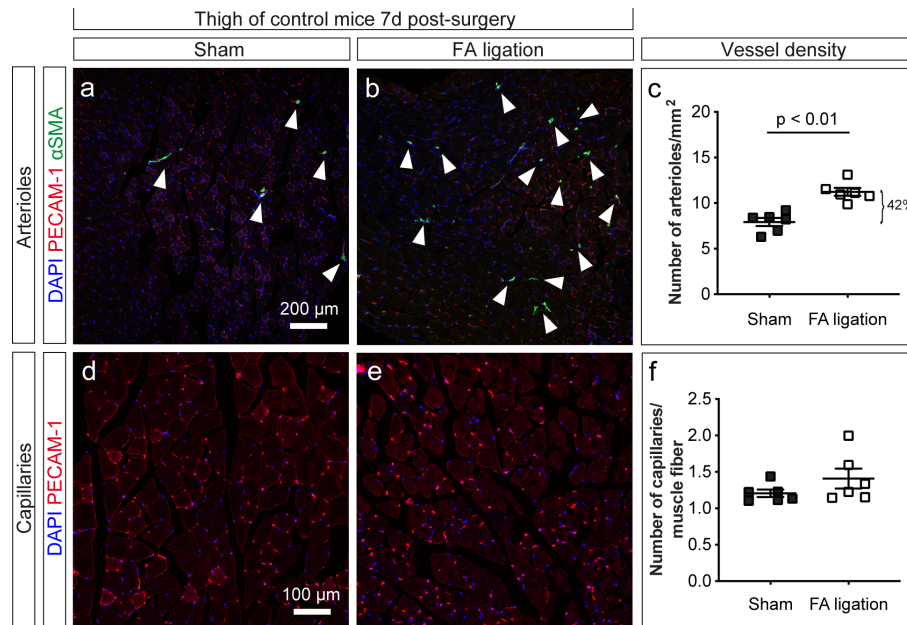 Thigh of control mice 7d post-surgery
Sham
FA ligation
Vessel density
Arterioles
DAPI PECAM-1 αSMA
a
200 µm
b
c
Number of arterioles/mm²
20
15
10
5
0
p < 0.01
42%
Sham
FA ligation
Capillaries
DAPI PECAM-1
d
100 µm
e
f
Number of capillaries/
muscle fiber
2.5
2.0
1.5
1.0
0.5
0.0
Sham
FA ligation